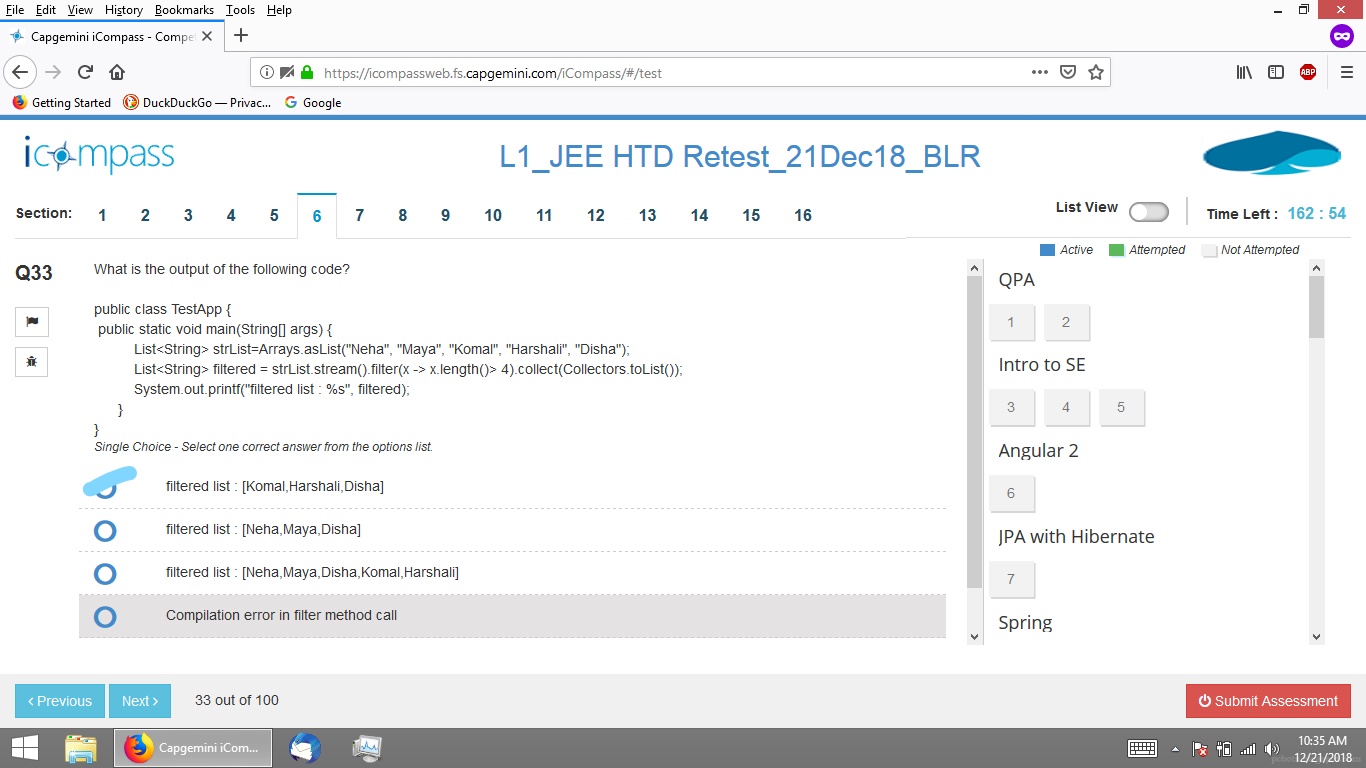 File Edit View History Bookmarks Tools Help
Capgemini iCompass - Compet
https://icompassweb.fs.capgemini.com/iCompass/#/test
ABP
Getting Started DuckDuckGo — Privac... Google
icompass
L1_JEE HTD Retest_21Dec18_BLR
Section: 1 2 3 4 5 6 7 8 9 10 11 12 13 14 15 16
List View
Time Left : 162 : 54
Active Attempted Not Attempted
Q33
What is the output of the following code?
public class TestApp {
public static void main(String[] args) {
List<String> strList=Arrays.asList("Neha", "Maya", "Komal", "Harshali", "Disha");
List<String> filtered = strList.stream().filter(x -> x.length()> 4).collect(Collectors.toList());
System.out.printf("filtered list : %s", filtered);
}
}
Single Choice - Select one correct answer from the options list.
filtered list : [Komal,Harshali,Disha]
filtered list : [Neha,Maya,Disha]
filtered list : [Neha,Maya,Disha,Komal,Harshali]
Compilation error in filter method call
QPA
1 2
Intro to SE
3 4 5
Angular 2
6
JPA with Hibernate
7
Spring
Previous
Next
33 out of 100
Submit Assessment
Capgemini iCom...
10:35 AM
12/21/2018